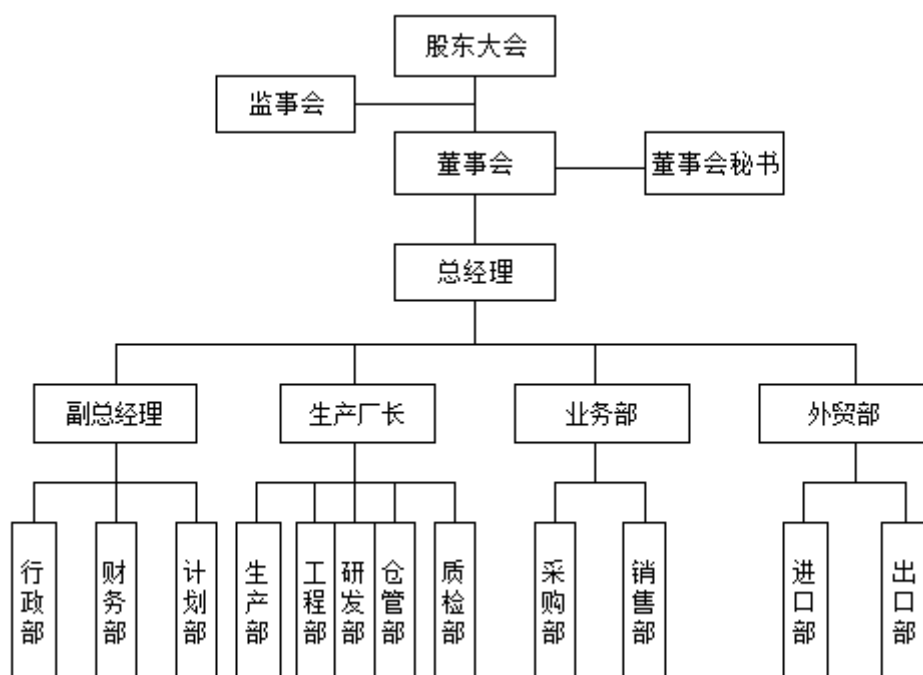 股东大会
监事会
董事会
董事会秘书
总经理
副总经理
生产厂长
业务部
外贸部
行政部
财务部
计划部
生产部
工程部
研发部
仓管部
质检部
采购部
销售部
进口部
出口部